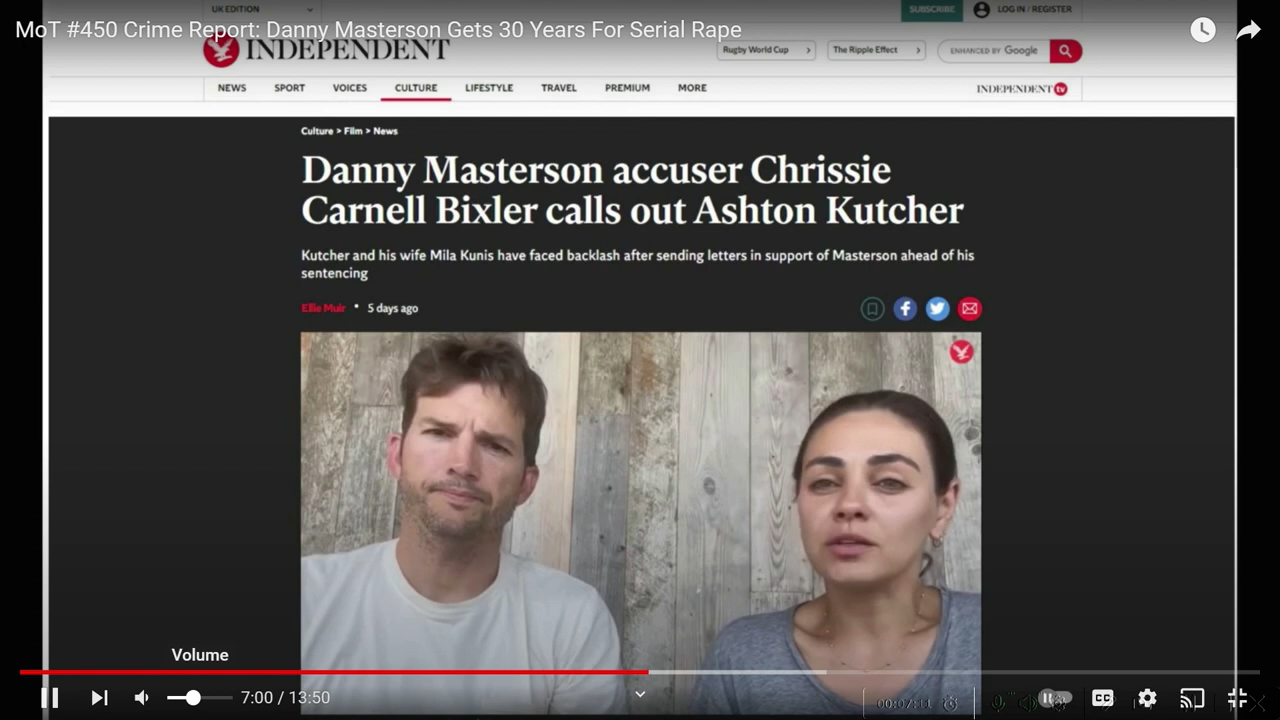 UK EDITION
SUBSCRIBE
LOG IN / REGISTER
MoT #450 Crime Report: Danny Masterson Gets 30 Years For Serial Rape
INDEPENDENT
Rugby World Cup
The Ripple Effect
ENHANCED BY Google
NEWS SPORT VOICES CULTURE LIFESTYLE TRAVEL PREMIUM MORE
INDEPENDENT tv
Culture > Film > News
Danny Masterson accuser Chrissie
Carnell Bixler calls out Ashton Kutcher
Kutcher and his wife Mila Kunis have faced backlash after sending letters in support of Masterson ahead of his
sentencing
Ellie Muir • 5 days ago
Volume
7:00 / 13:50
CC